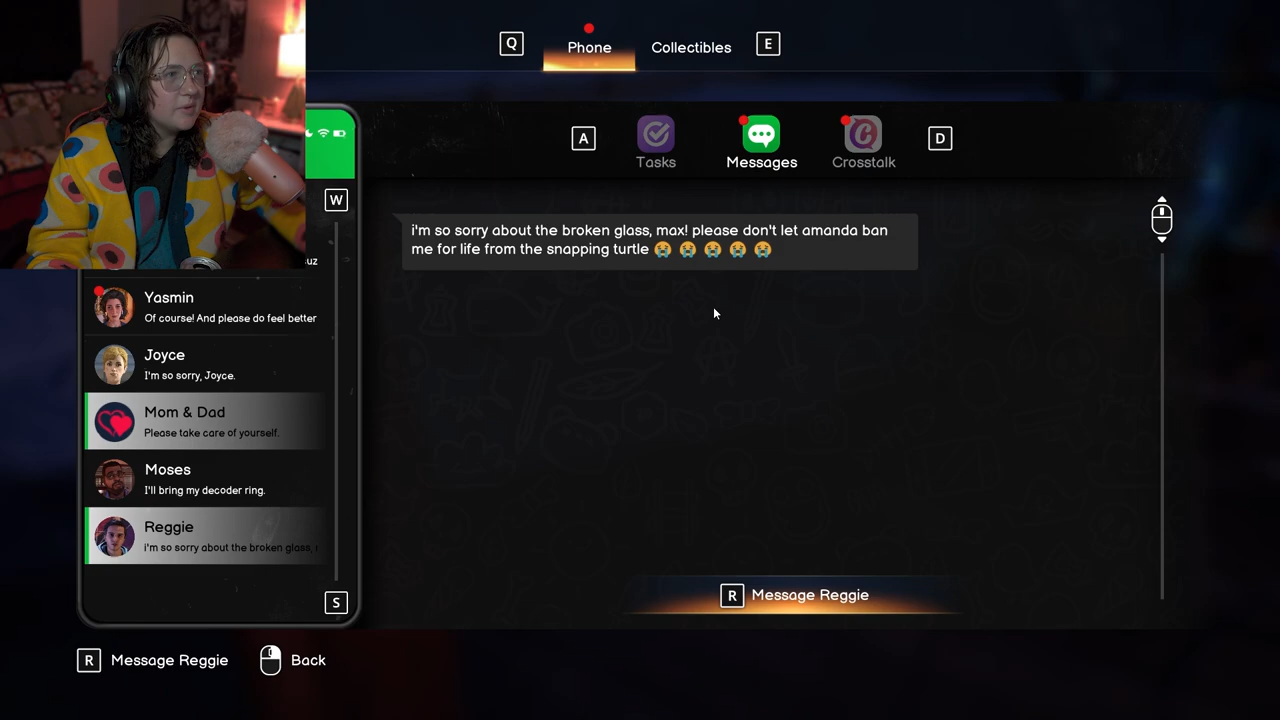 Q
Phone
Collectibles
E
A
Tasks
Messages
Crosstalk
D
W
i'm so sorry about the broken glass, max! please don't let amanda ban
me for life from the snapping turtle 😭 😭 😭 😭 😭
Yasmin
Of course! And please do feel better
Joyce
I'm so sorry, Joyce.
Mom & Dad
Please take care of yourself.
Moses
I'll bring my decoder ring.
Reggie
i'm so sorry about the broken glass,
S
R Message Reggie
R Message Reggie
Back